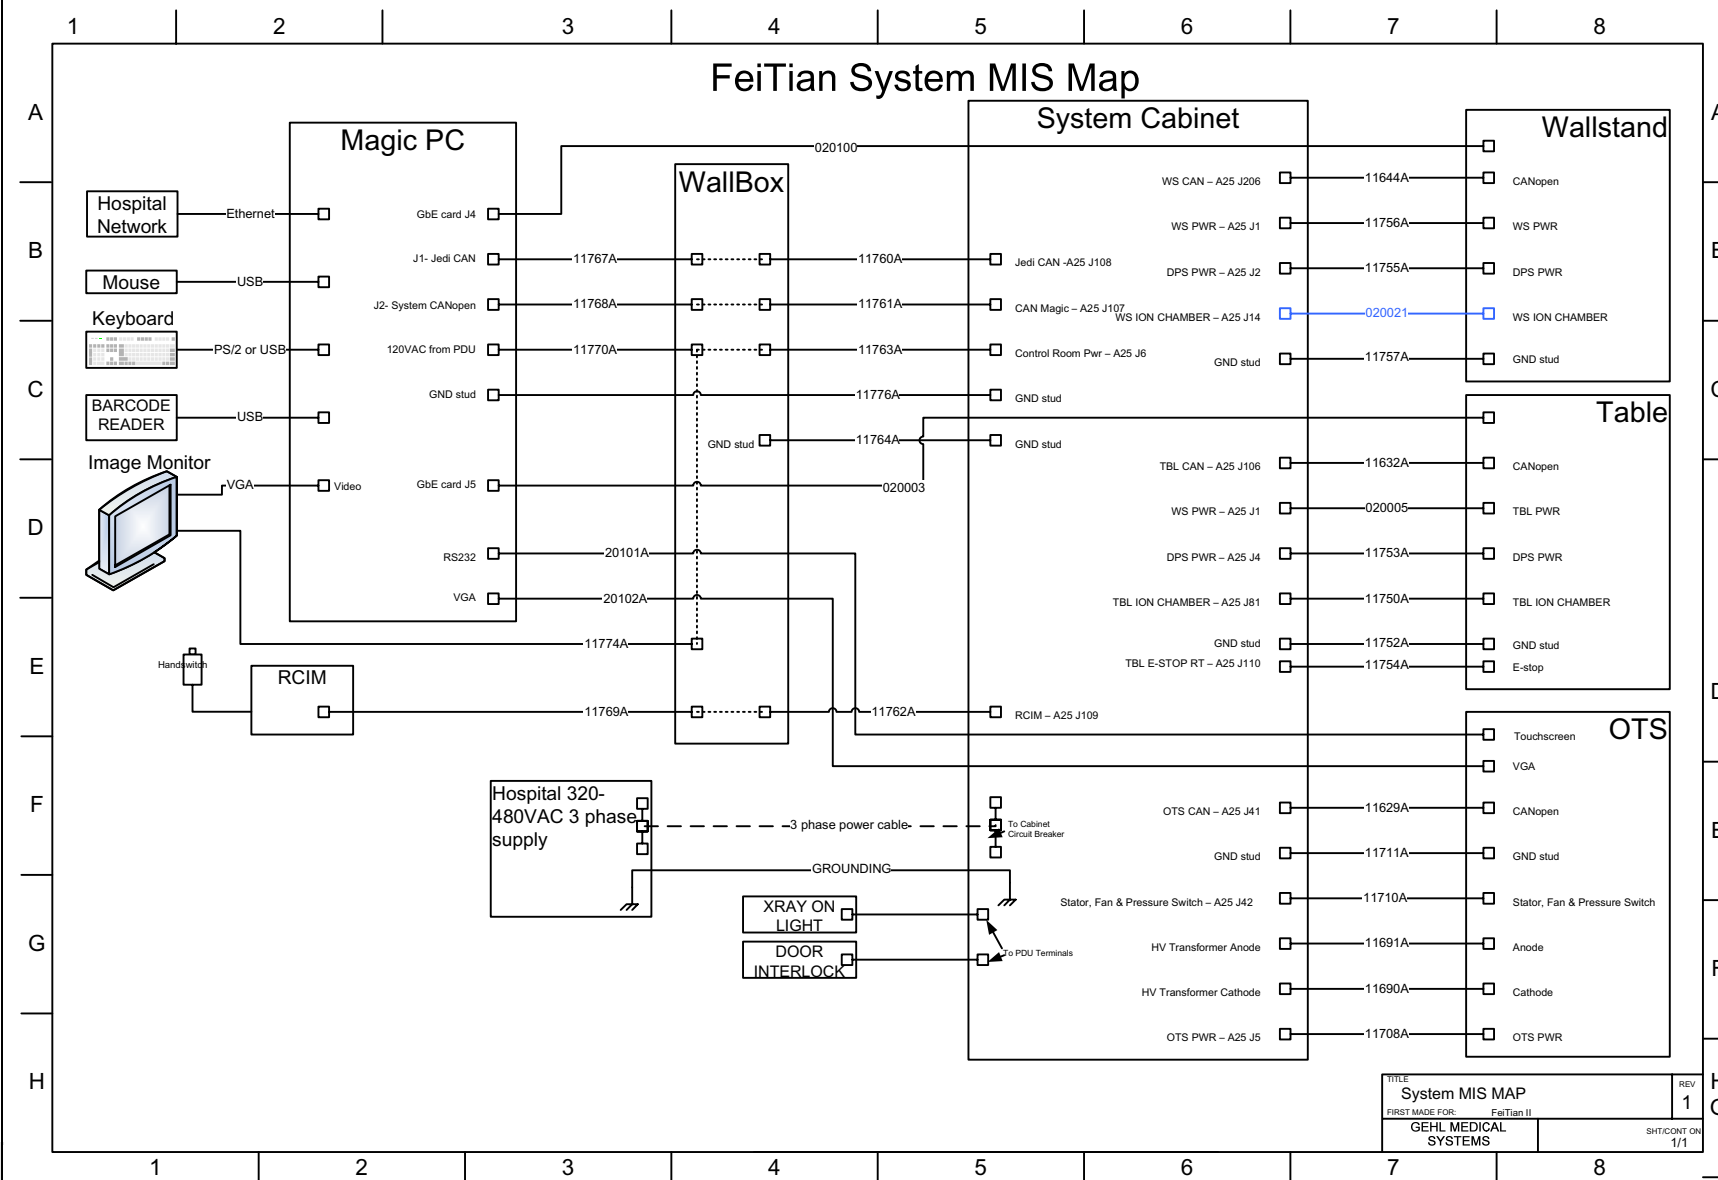 1 2 3 4 5 6 7 8
FeiTian System MIS Map
A
B
C
D
E
F
G
H
Hospital
Network
Ethernet
Mouse
USB
Keyboard
PS/2 or USB
BARCODE
READER
USB
Image Monitor
VGA
Handswitch
RCIM
Magic PC
Video
GbE card J4
J1- Jedi CAN
J2- System CANopen
120VAC from PDU
GND stud
GbE card J5
RS232
VGA
020100
11767A
11768A
11770A
20101A
20102A
11774A
11769A
WallBox
GND stud
11760A
11761A
11763A
11776A
11764A
020003
11762A
Hospital 320-
480VAC 3 phase
supply
3 phase power cable
GROUNDING
XRAY ON
LIGHT
DOOR
INTERLOCK
System Cabinet
Jedi CAN -A25 J108
CAN Magic – A25 J107
Control Room Pwr – A25 J6
GND stud
GND stud
RCIM – A25 J109
To Cabinet
Circuit Breaker
To PDU Terminals
WS CAN – A25 J206
WS PWR – A25 J1
DPS PWR – A25 J2
WS ION CHAMBER – A25 J14
GND stud
TBL CAN – A25 J106
WS PWR – A25 J1
DPS PWR – A25 J4
TBL ION CHAMBER – A25 J81
GND stud
TBL E-STOP RT – A25 J110
OTS CAN – A25 J41
GND stud
Stator, Fan & Pressure Switch – A25 J42
HV Transformer Anode
HV Transformer Cathode
OTS PWR – A25 J5
11644A
11756A
11755A
020021
11757A
11632A
020005
11753A
11750A
11752A
11754A
11629A
11711A
11710A
11691A
11690A
11708A
Wallstand
CANopen
WS PWR
DPS PWR
WS ION CHAMBER
GND stud
Table
CANopen
TBL PWR
DPS PWR
TBL ION CHAMBER
GND stud
E-stop
OTS
Touchscreen
VGA
CANopen
GND stud
Stator, Fan & Pressure Switch
Anode
Cathode
OTS PWR
TITLE
System MIS MAP
REV
1
FIRST MADE FOR: FeiTian II
GEHL MEDICAL
SYSTEMS
SHT/CONT ON
1/1
1 2 3 4 5 6 7 8